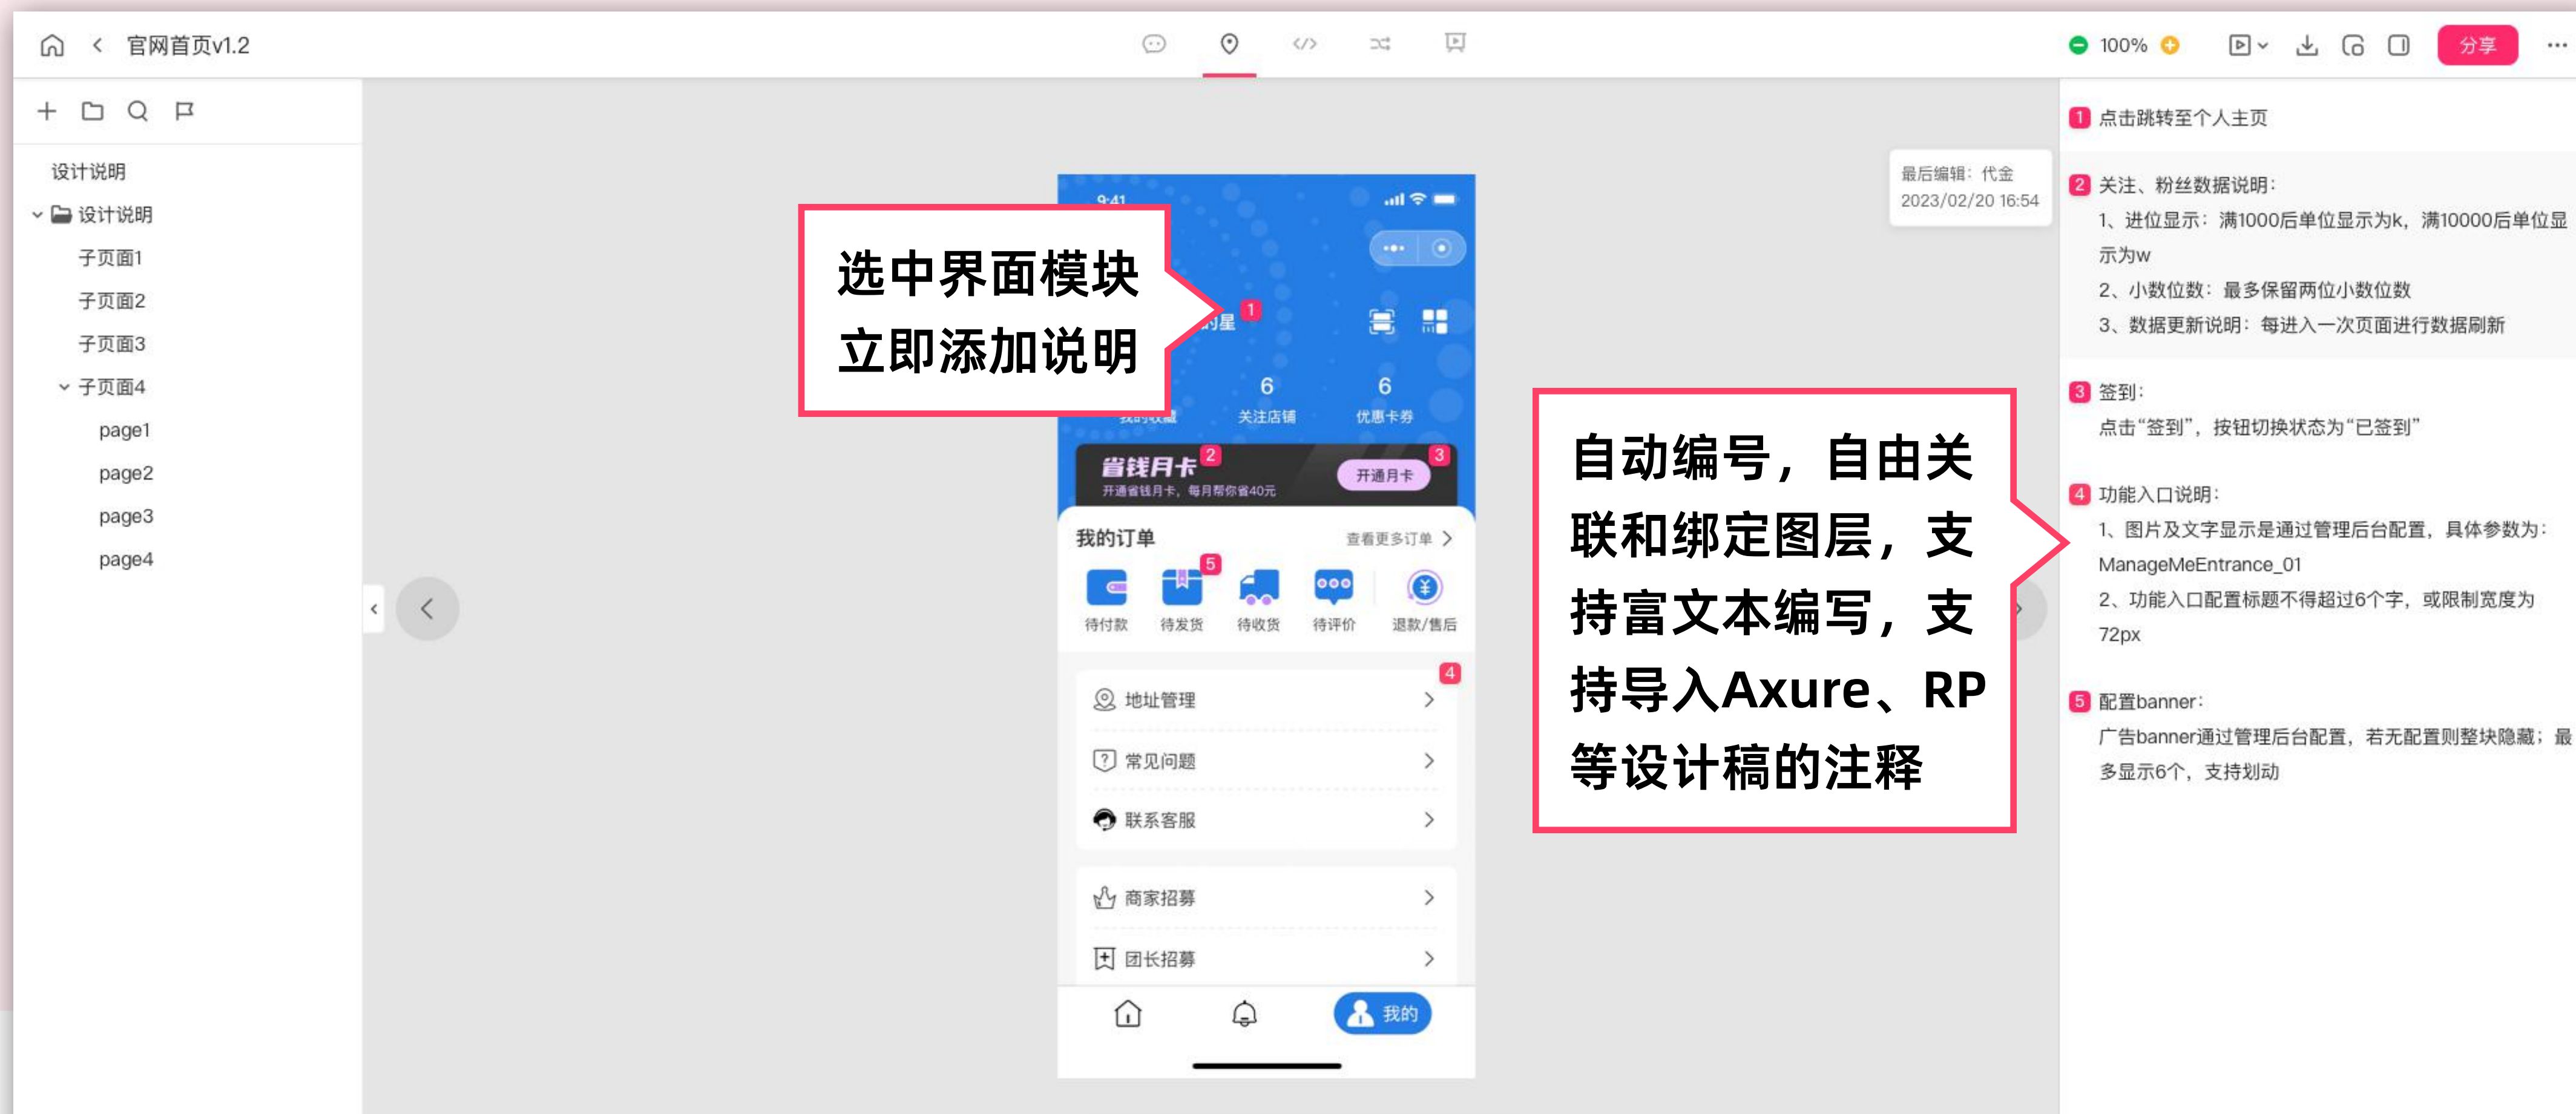 官网首页v1.2
100%
分享
设计说明
设计说明
子页面1
子页面2
子页面3
子页面4
page1
page2
page3
page4
选中界面模块
立即添加说明
9:41
的星
1
6
6
我的收藏
关注店铺
优惠卡券
省钱月卡
2
开通省钱月卡，每月帮你省40元
开通月卡
3
我的订单
查看更多订单
5
待付款
待发货
待收货
待评价
退款/售后
4
地址管理
常见问题
联系客服
商家招募
团长招募
我的
最后编辑：代金
2023/02/20 16:54
自动编号，自由关
联和绑定图层，支
持富文本编写，支
持导入Axure、RP
等设计稿的注释
1 点击跳转至个人主页
2 关注、粉丝数据说明：
1、进位显示：满1000后单位显示为k，满10000后单位显
示为w
2、小数位数：最多保留两位小数位数
3、数据更新说明：每进入一次页面进行数据刷新
3 签到：
点击“签到”，按钮切换状态为“已签到”
4 功能入口说明：
1、图片及文字显示是通过管理后台配置，具体参数为：
ManageMeEntrance_01
2、功能入口配置标题不得超过6个字，或限制宽度为
72px
5 配置banner：
广告banner通过管理后台配置，若无配置则整块隐藏；最
多显示6个，支持划动